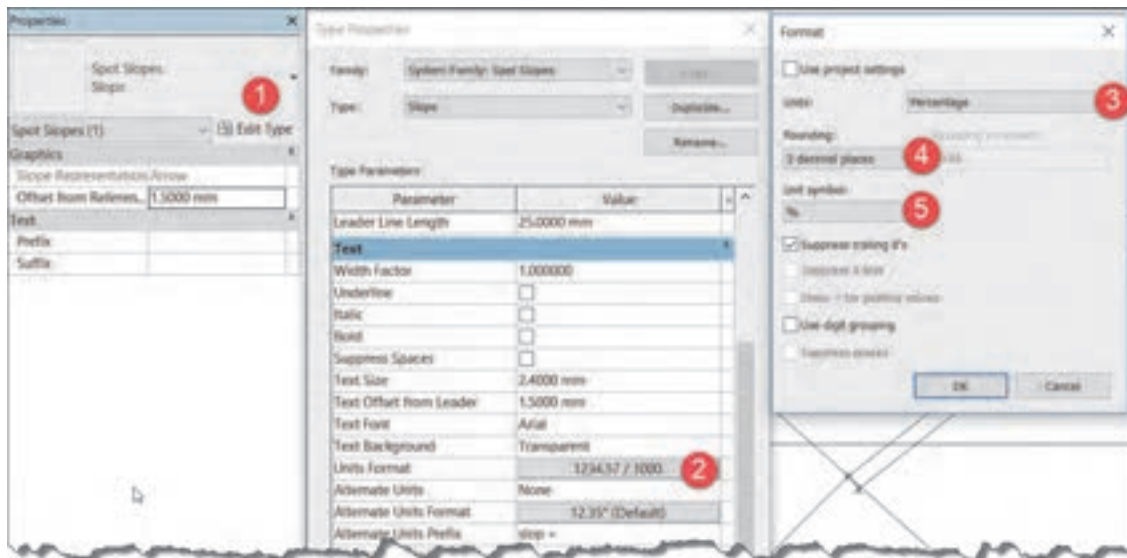 Properties
Spot Slopes
Slope
1
Spot Slopes (1)
Edit Type
Graphics
Slope Representation Arrow
Offset from Referen... 1.5000 mm
Text
Prefix
Suffix
Type Properties
Family: System Family: Spot Slopes
Type: Slope
Duplicate...
Rename...
Type Parameters
Parameter Value
Leader Line Length 25.0000 mm
Text
Width Factor 1.000000
Underline
Italic
Bold
Suppress Spaces
Text Size 2.4000 mm
Text Offset from Leader 1.5000 mm
Text Font Arial
Text Background Transparent
Units Format 1234.57 / 1000 2
Alternate Units None
Alternate Units Format 12.35° (Default)
Alternate Units Prefix slop =
Format
Use project settings
Units: Percentage 3
Rounding:
3 decimal places 4
Unit symbol:
% 5
Suppress trailing 0's
Use digit grouping
Suppress spaces
OK Cancel